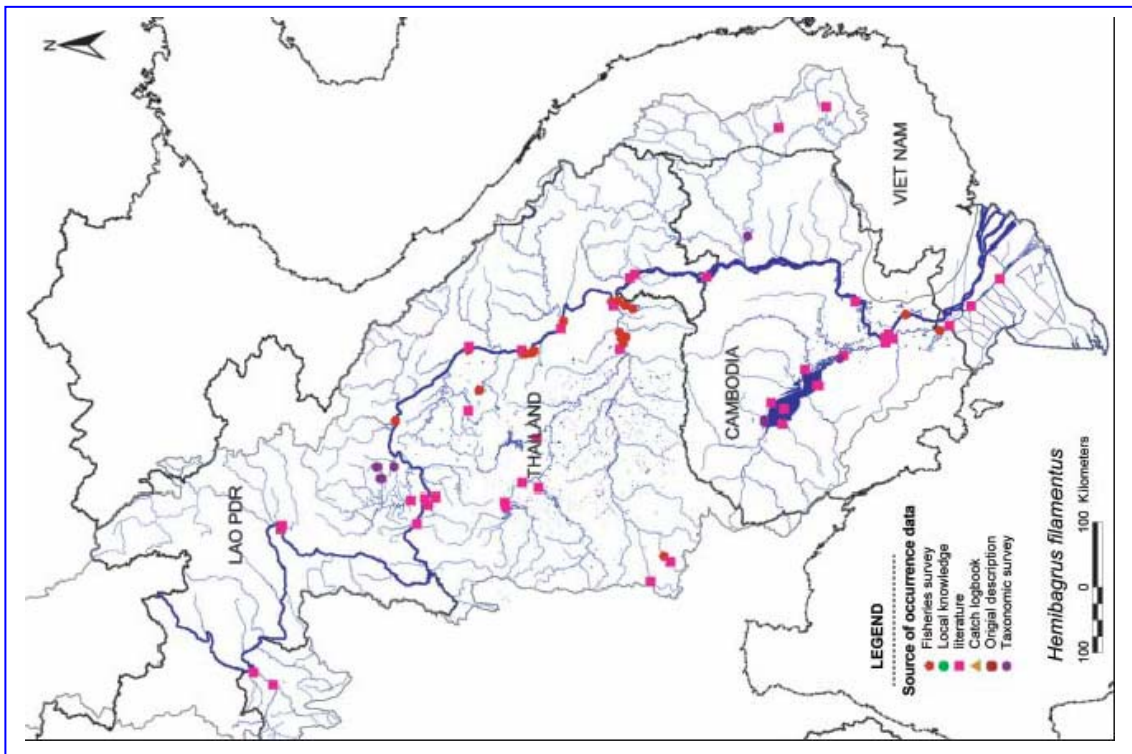 N
LAO PDR
THAILAND
CAMBODIA
VIET NAM
LEGEND
Source of occurrence data
Fisheries survey
Local knowledge
literature
Catch logbook
Origial description
Taxonomic survey
Hemibagrus filamentus
100 0 100 Kilometers